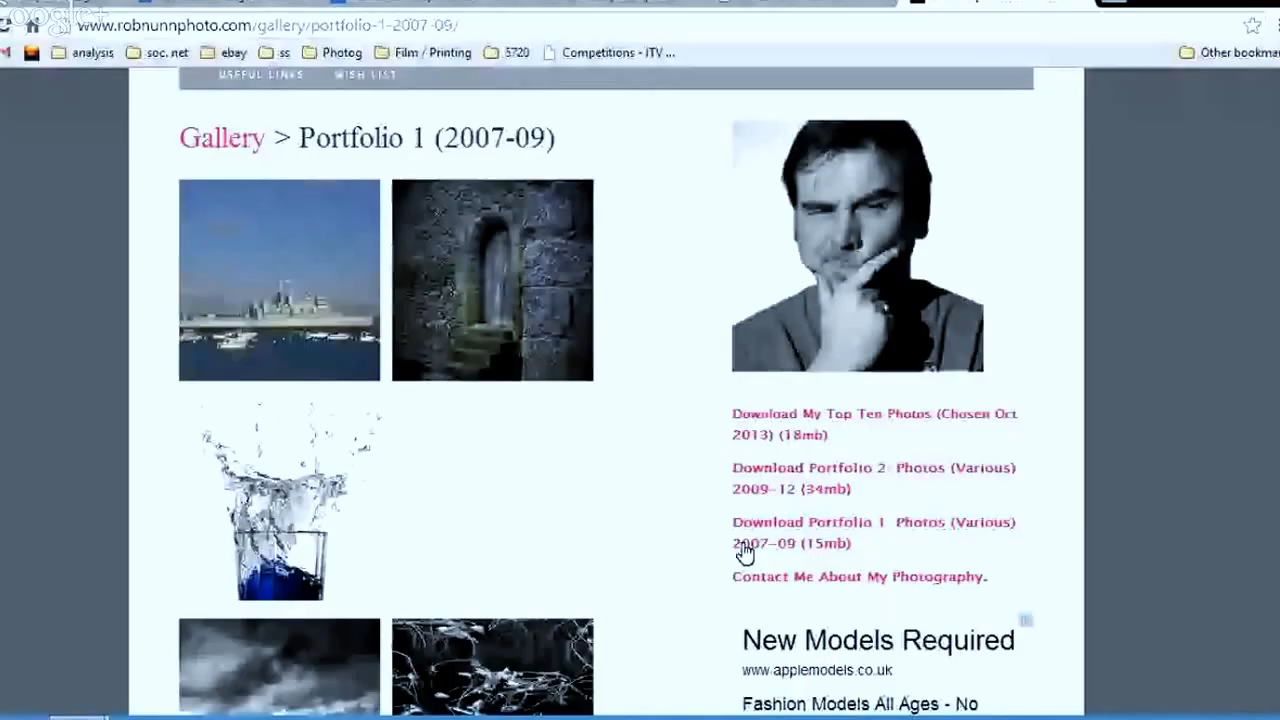 Google+
www.robnunnphoto.com/gallery/portfolio-1-2007-09/
analysis soc.net ebay ss Photog Film / Printing 5720 Competitions - ITV ... Other bookmar
USEFUL LINKS WISH LIST
Gallery > Portfolio 1 (2007-09)
Download My Top Ten Photos (Chosen Oct
2013) (18mb)
Download Portfolio 2 Photos (Various)
2009-12 (34mb)
Download Portfolio 1 Photos (Various)
2007-09 (15mb)
Contact Me About My Photography.
New Models Required
www.applemodels.co.uk
Fashion Models All Ages - No